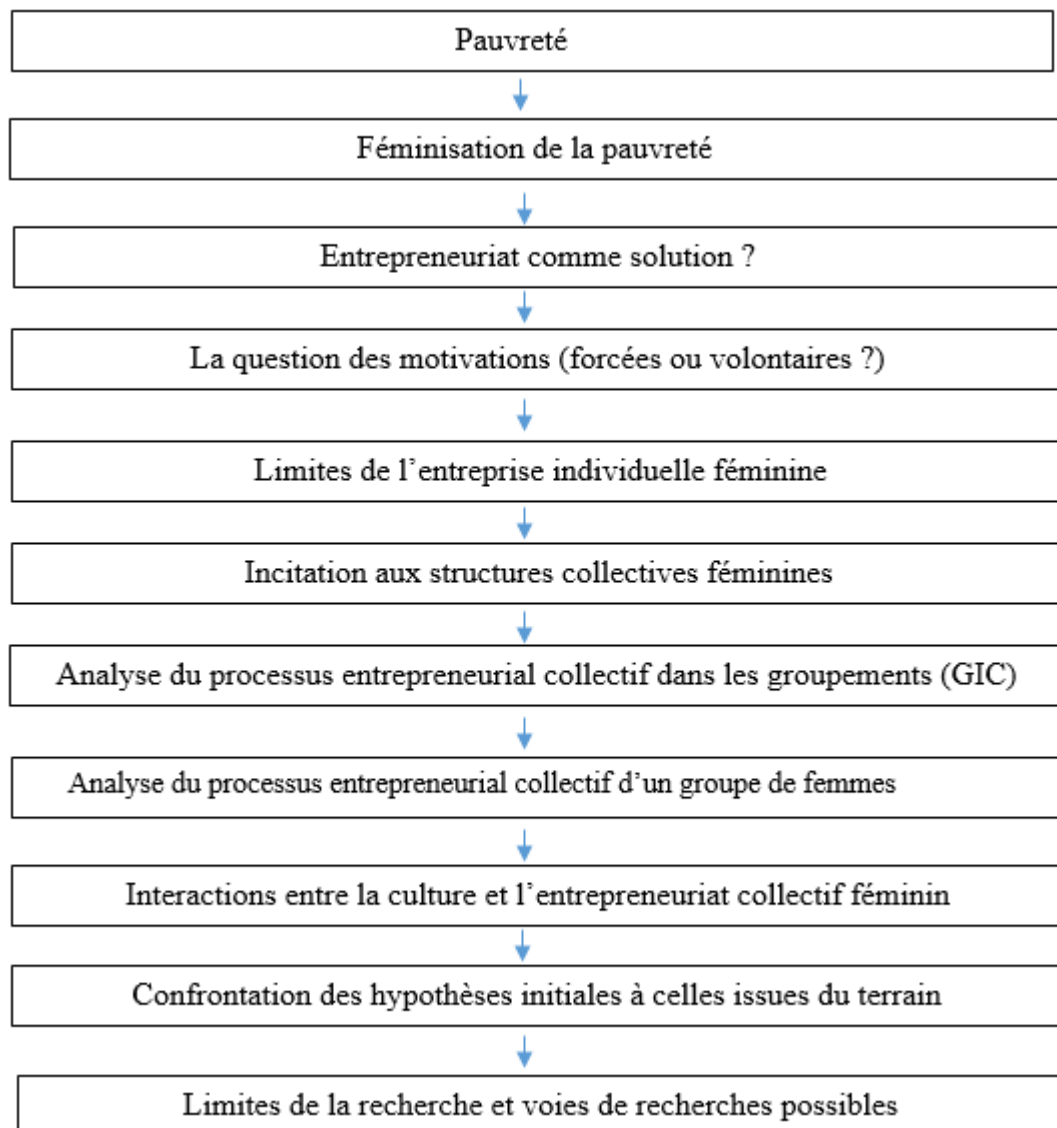 Pauvreté
Féminisation de la pauvreté
Entrepreneuriat comme solution ?
La question des motivations (forcées ou volontaires ?)
Limites de l’entreprise individuelle féminine
Incitation aux structures collectives féminines
Analyse du processus entrepreneurial collectif dans les groupements (GIC)
Analyse du processus entrepreneurial collectif d’un groupe de femmes
Interactions entre la culture et l’entrepreneuriat collectif féminin
Confrontation des hypothèses initiales à celles issues du terrain
Limites de la recherche et voies de recherches possibles